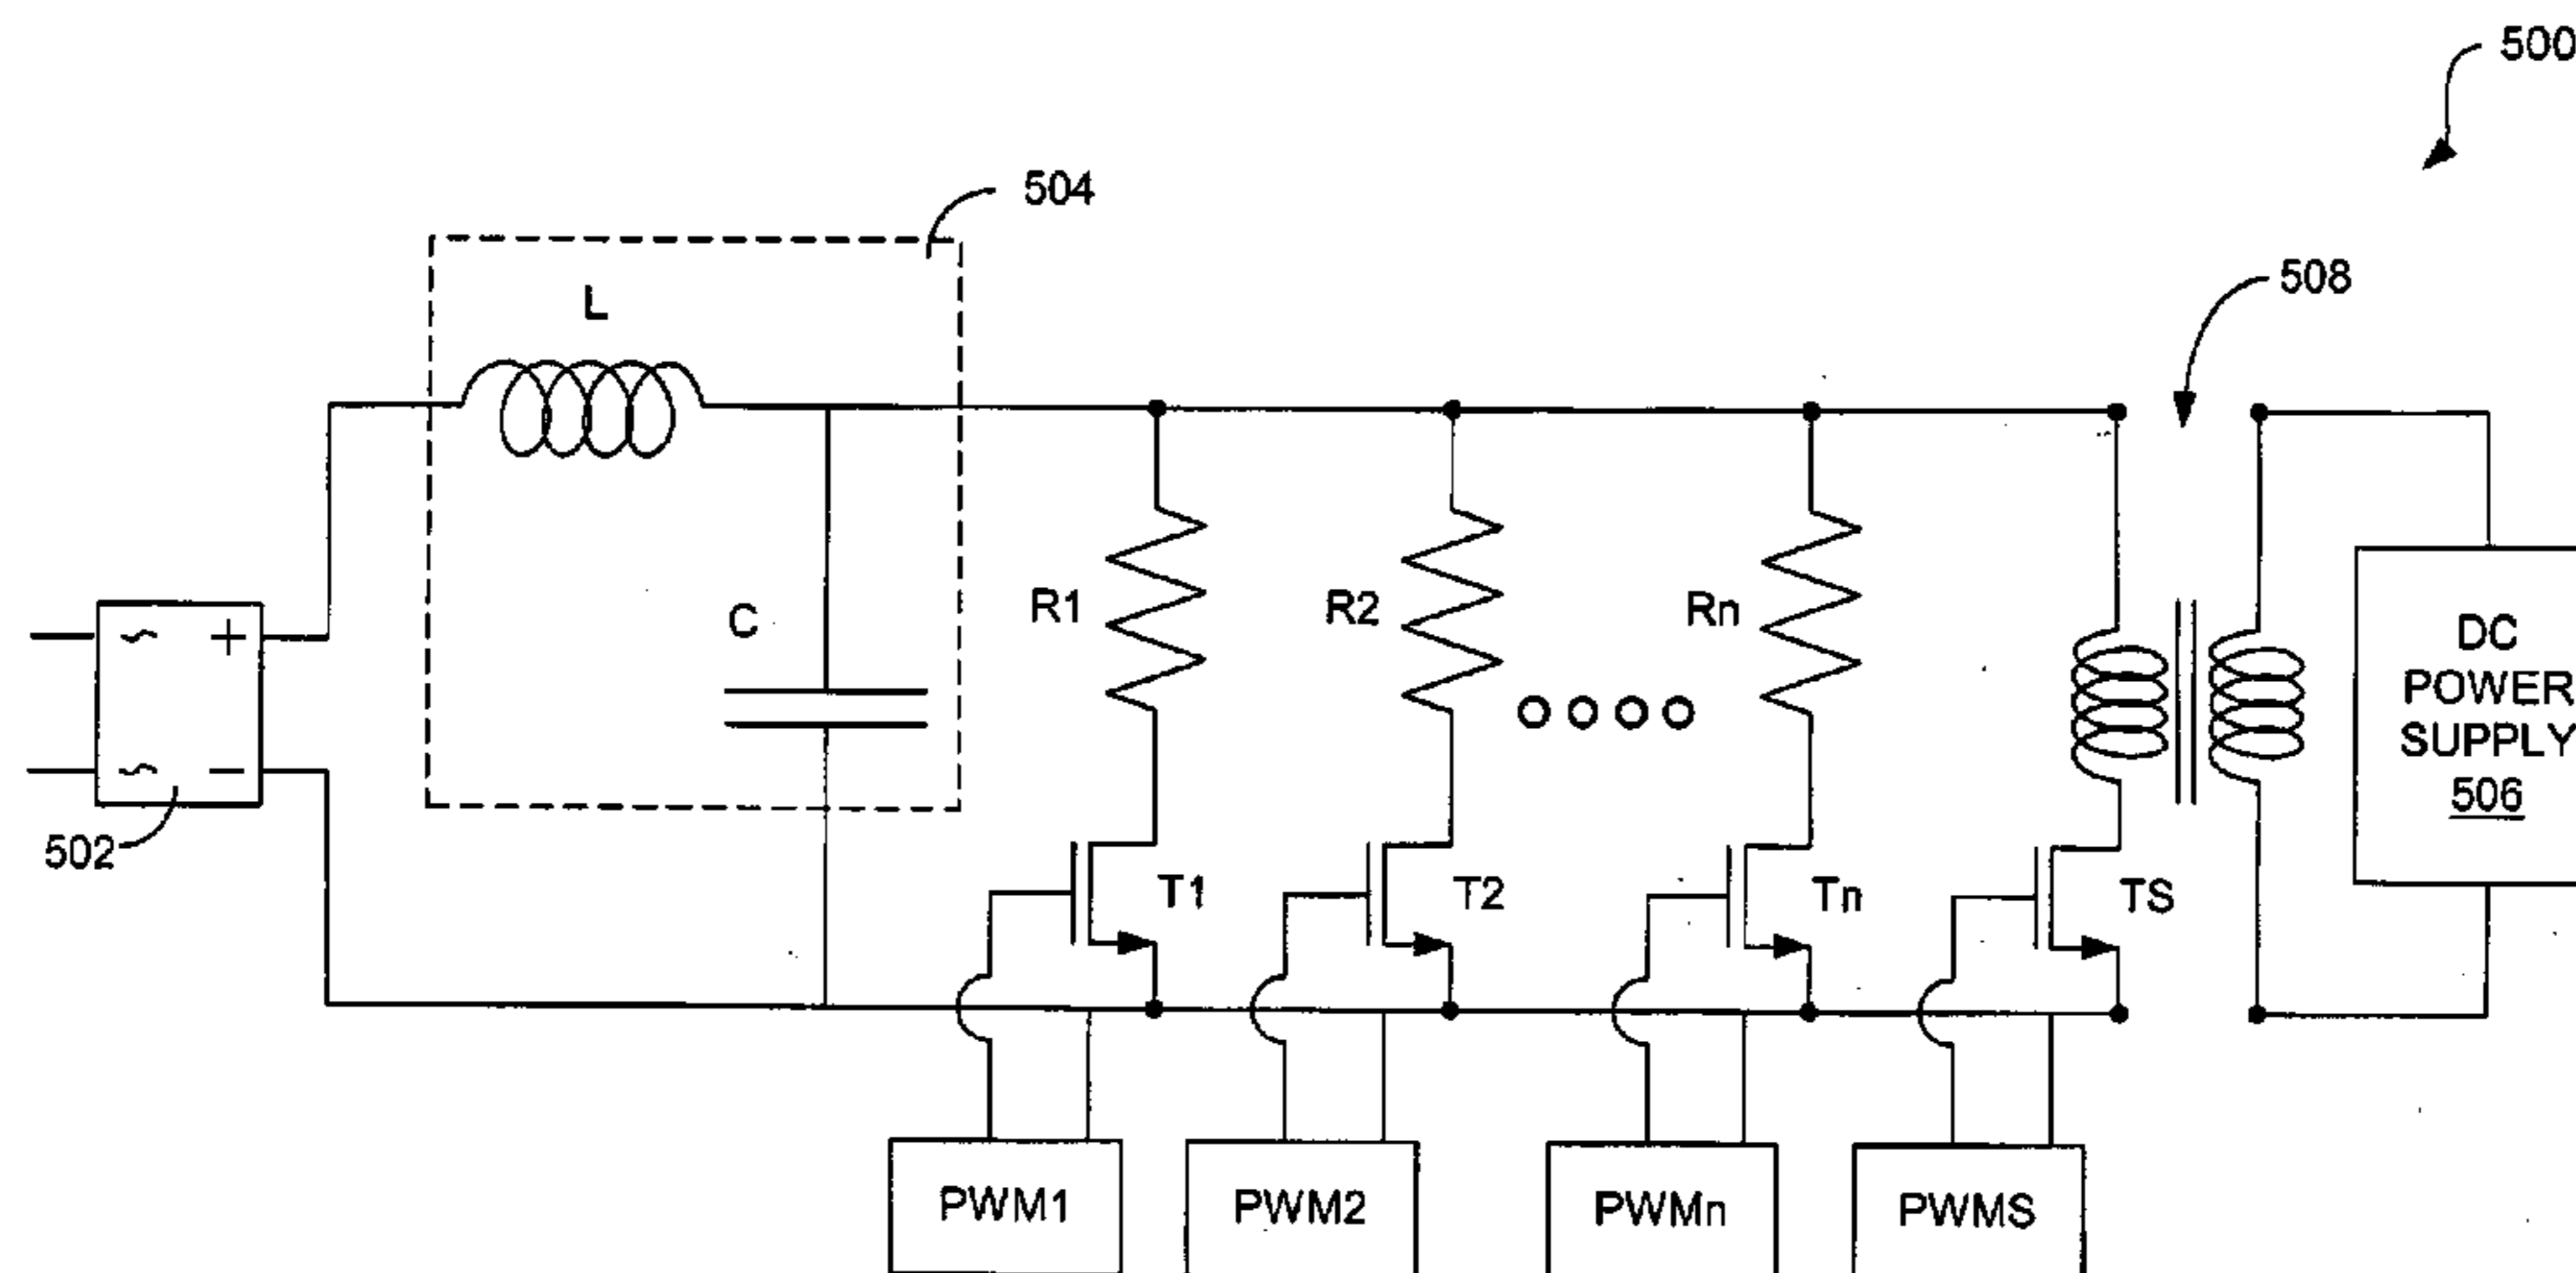 500
504
508
L
C
R1
R2
Rn
~ +
~ −
502
DC
POWER
SUPPLY
506
T1
T2
Tn
TS
PWM1
PWM2
PWMn
PWMS